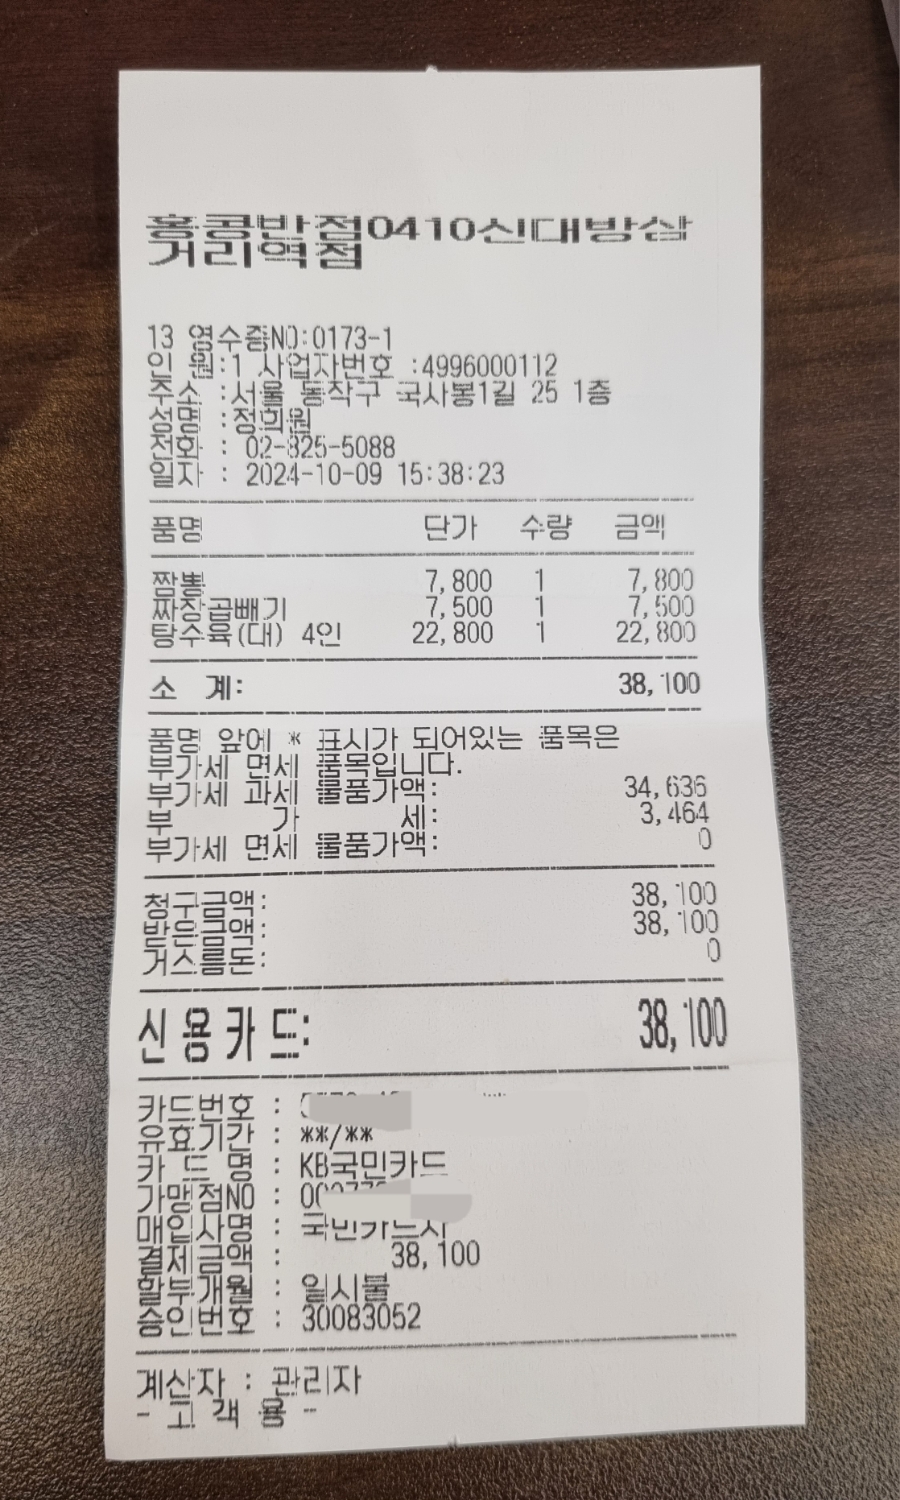 홍콩반점0410신대방삼
거리역점
13 영수증NO:0173-1
인 원:1 사업자번호 :4996000112
주소 :서울 동작구 국사봉1길 25 1층
성명 :정희원
전화 : 02-825-5088
일자 : 2024-10-09 15:38:23
품명 단가 수량 금액
짬뽕 7,800 1 7,800
짜장곱빼기 7,500 1 7,500
탕수육(대) 4인 22,800 1 22,800
소 계: 38,100
품명 앞에 * 표시가 되어있는 품목은
부가세 면세 품목입니다.
부가세 과세 물품가액: 34,636
부 가 세: 3,464
부가세 면세 물품가액: 0
청구금액: 38,100
받은금액: 38,100
거스름돈: 0
신용카드: 38,100
카드번호 :
유효기간 : **/**
카 드 명 : KB국민카드
가맹점NO :
매입사명 : 국민카드사
결제금액 : 38,100
할부개월 : 일시불
승인번호 : 30083052
계산자 : 관리자
- 고 객 용 -